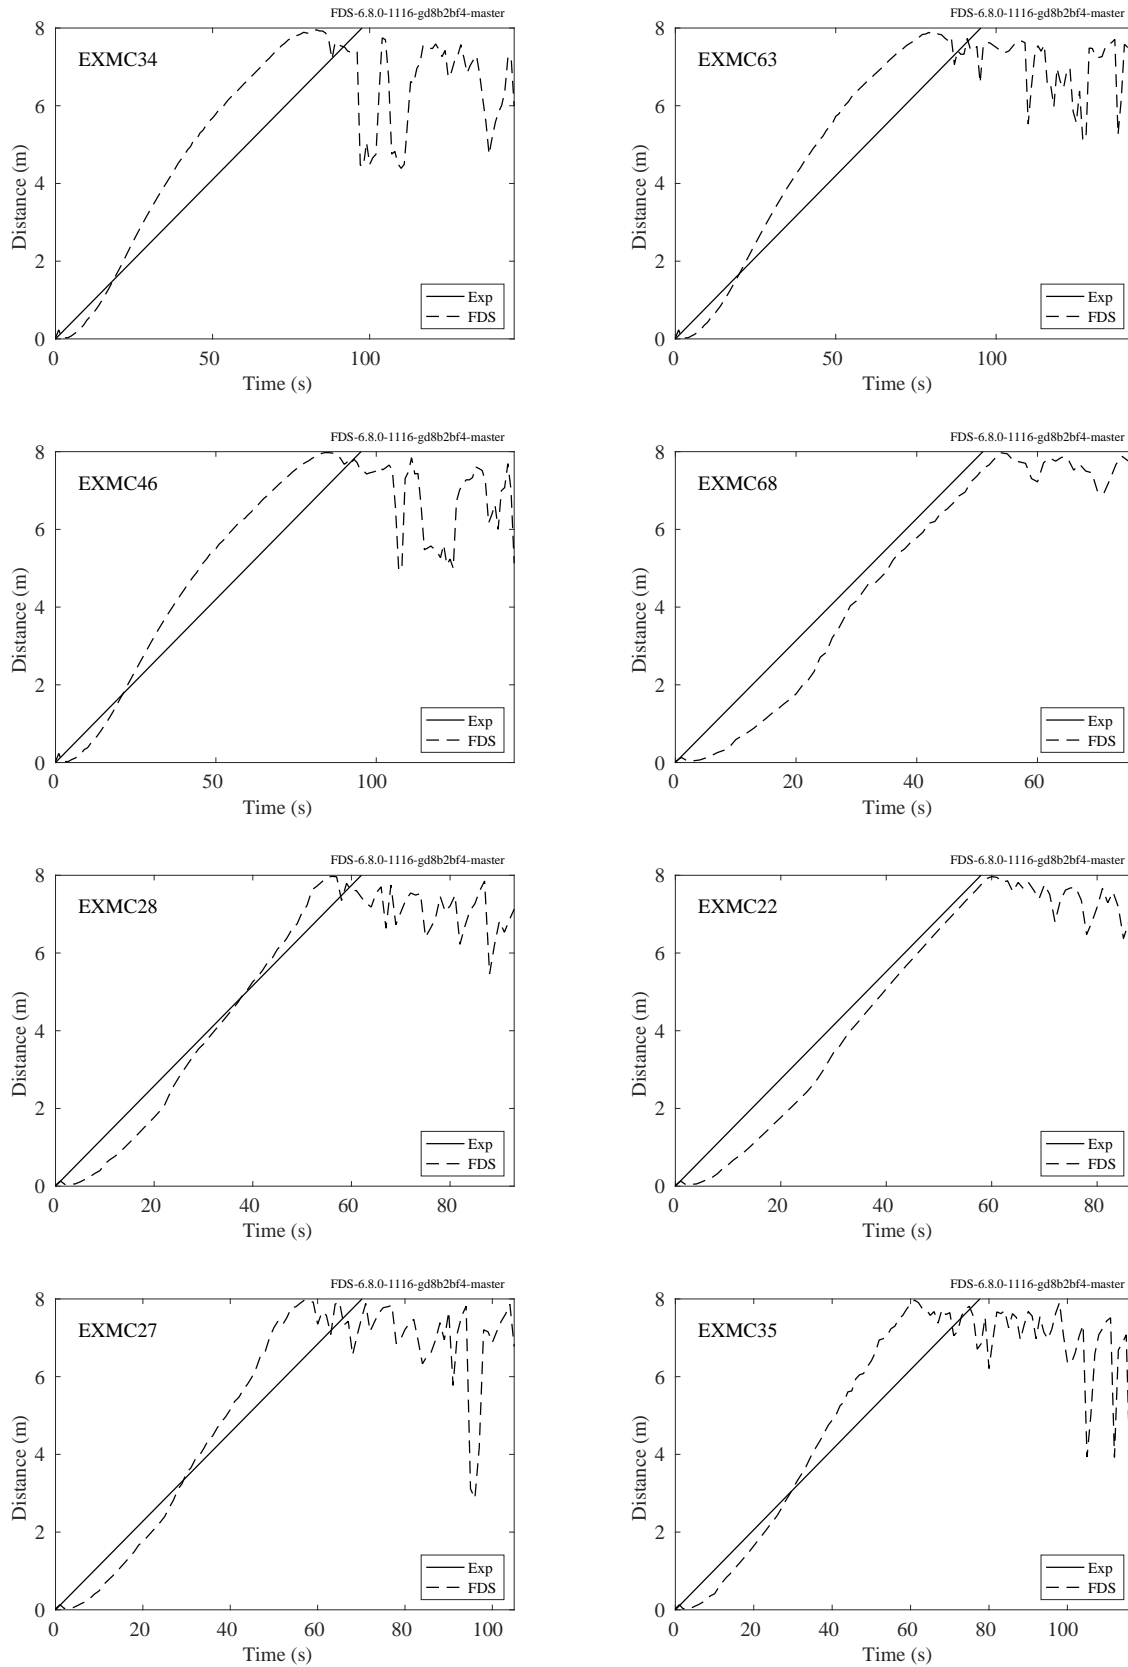 FDS-6.8.0-1116-gd8b2bf4-master
EXMC34
Distance (m)
8
6
4
2
0
0 50 100
Time (s)
Exp
FDS
FDS-6.8.0-1116-gd8b2bf4-master
EXMC63
Distance (m)
8
6
4
2
0
0 50 100
Time (s)
Exp
FDS
FDS-6.8.0-1116-gd8b2bf4-master
EXMC46
Distance (m)
8
6
4
2
0
0 50 100
Time (s)
Exp
FDS
FDS-6.8.0-1116-gd8b2bf4-master
EXMC68
Distance (m)
8
6
4
2
0
0 20 40 60
Time (s)
Exp
FDS
FDS-6.8.0-1116-gd8b2bf4-master
EXMC28
Distance (m)
8
6
4
2
0
0 20 40 60 80
Time (s)
Exp
FDS
FDS-6.8.0-1116-gd8b2bf4-master
EXMC22
Distance (m)
8
6
4
2
0
0 20 40 60 80
Time (s)
Exp
FDS
FDS-6.8.0-1116-gd8b2bf4-master
EXMC27
Distance (m)
8
6
4
2
0
0 20 40 60 80 100
Time (s)
Exp
FDS
FDS-6.8.0-1116-gd8b2bf4-master
EXMC35
Distance (m)
8
6
4
2
0
0 20 40 60 80 100
Time (s)
Exp
FDS